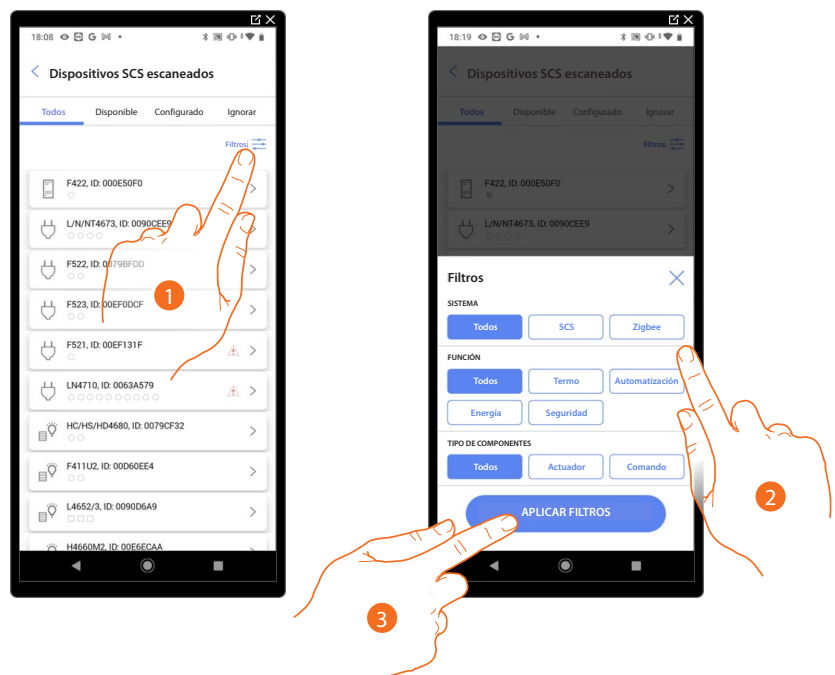 18:08
Dispositivos SCS escaneados
Todos Disponible Configurado Ignorar
Filtros
F422, ID: 000E50F0
L/N/NT4673, ID: 0090CEE9
F522, ID: 0079BFDD
F523, ID: 00EF0DCF
F521, ID: 00EF131F
LN4710, ID: 0063A579
HC/HS/HD4680, ID: 0079CF32
F411U2, ID: 00D60EE4
L4652/3, ID: 0090D6A9
H4660M2, ID: 00E6ECAA
1
18:19
Dispositivos SCS escaneados
Todos Disponible Configurado Ignorar
Filtros
F422, ID: 000E50F0
L/N/NT4673, ID: 0090CEE9
Filtros
SISTEMA
Todos SCS Zigbee
FUNCIÓN
Todos Termo Automatización
Energía Seguridad
TIPO DE COMPONENTES
Todos Actuador Comando
APLICAR FILTROS
2
3